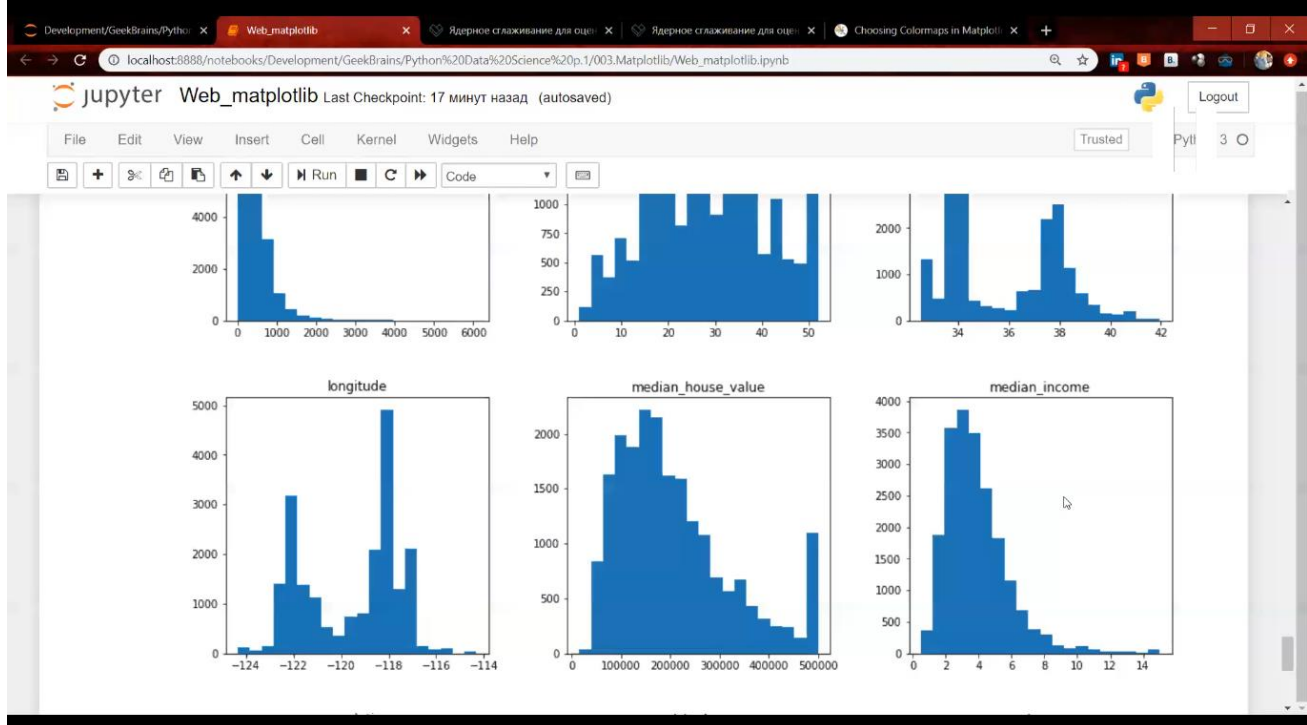 Development/GeekBrains/Pytho
Web_matplotlib
Ядерное сглаживание для оцен
Ядерное сглаживание для оцен
Choosing Colormaps in Matplotli
localhost:8888/notebooks/Development/GeekBrains/Python%20Data%20Science%20p.1/003.Matplotlib/Web_matplotlib.ipynb
jupyter Web_matplotlib Last Checkpoint: 17 минут назад (autosaved)
Logout
File Edit View Insert Cell Kernel Widgets Help
Trusted
Pyth 3
Run
Code
4000
2000
0
0 1000 2000 3000 4000 5000 6000
1000
750
500
250
0
0 10 20 30 40 50
2000
1000
0
34 36 38 40 42
longitude
5000
4000
3000
2000
1000
0
−124 −122 −120 −118 −116 −114
median_house_value
2000
1500
1000
500
0
0 100000 200000 300000 400000 500000
median_income
4000
3500
3000
2500
2000
1500
1000
500
0
0 2 4 6 8 10 12 14